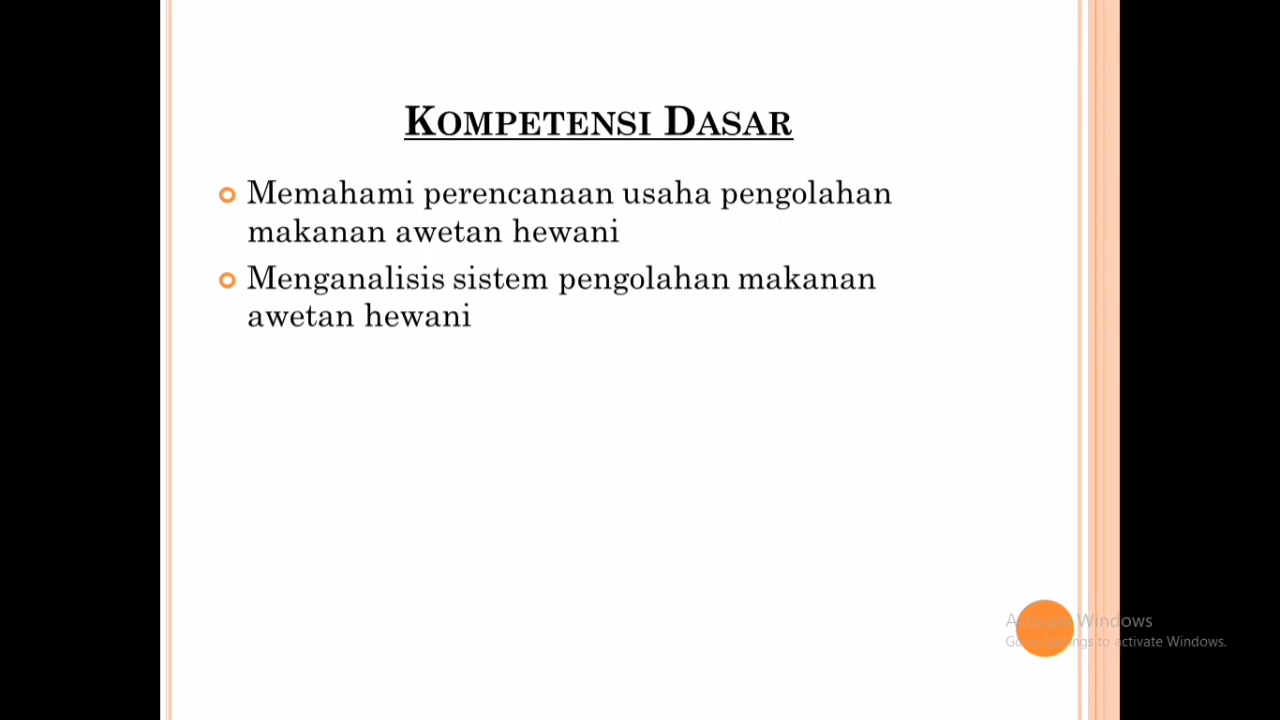 KOMPETENSI DASAR
Memahami perencanaan usaha pengolahan
makanan awetan hewani
Menganalisis sistem pengolahan makanan
awetan hewani
Activate Windows
Go to Settings to activate Windows.